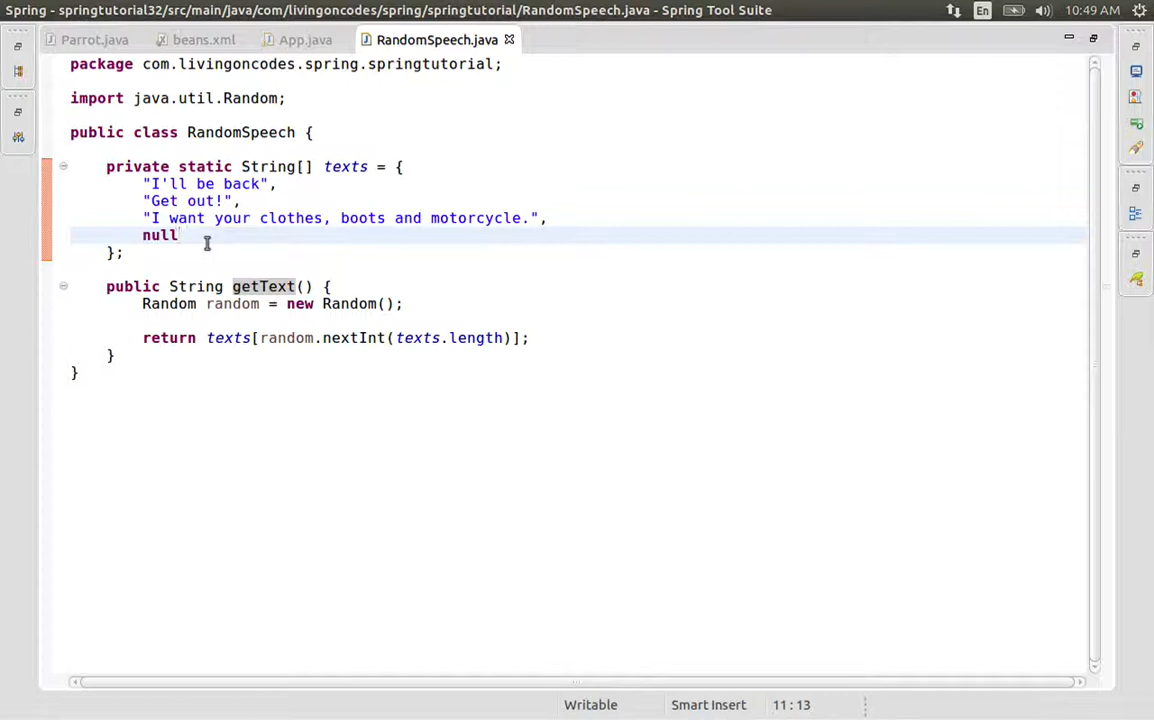 Spring - springtutorial32/src/main/java/com/livingoncodes/spring/springtutorial/RandomSpeech.java - Spring Tool Suite En 10:49 AM
Parrot.java beans.xml App.java RandomSpeech.java
package com.livingoncodes.spring.springtutorial;
import java.util.Random;
public class RandomSpeech {
private static String[] texts = {
"I'll be back",
"Get out!",
"I want your clothes, boots and motorcycle.",
null
};
public String getText() {
Random random = new Random();
return texts[random.nextInt(texts.length)];
}
}
Writable Smart Insert 11 : 13